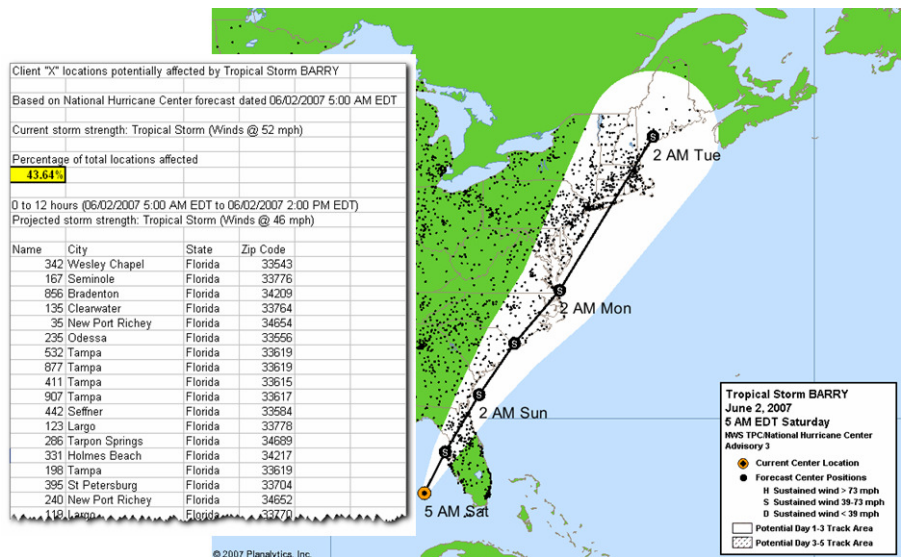 Client "X" locations potentially affected by Tropical Storm BARRY
Based on National Hurricane Center forecast dated 06/02/2007 5:00 AM EDT
Current storm strength: Tropical Storm (Winds @ 52 mph)
Percentage of total locations affected
43.64%
0 to 12 hours (06/02/2007 5:00 AM EDT to 06/02/2007 2:00 PM EDT)
Projected storm strength: Tropical Storm (Winds @ 46 mph)
Name City State Zip Code
342 Wesley Chapel Florida 33543
167 Seminole Florida 33776
856 Bradenton Florida 34209
135 Clearwater Florida 33764
35 New Port Richey Florida 34654
235 Odessa Florida 33556
532 Tampa Florida 33619
877 Tampa Florida 33619
411 Tampa Florida 33615
907 Tampa Florida 33617
442 Seffner Florida 33584
123 Largo Florida 33778
286 Tarpon Springs Florida 34689
331 Holmes Beach Florida 34217
198 Tampa Florida 33619
395 St Petersburg Florida 33704
240 New Port Richey Florida 34652
119 Largo Florida 33770
S
2 AM Tue
S
2 AM Mon
S
S
2 AM Sun
S
5 AM Sat
Tropical Storm BARRY
June 2, 2007
5 AM EDT Saturday
NWS TPC/National Hurricane Center
Advisory 3
Current Center Location
Forecast Center Positions
H Sustained wind > 73 mph
S Sustained wind 39-73 mph
D Sustained wind < 39 mph
Potential Day 1-3 Track Area
Potential Day 3-5 Track Area
© 2007 Planalytics, Inc.